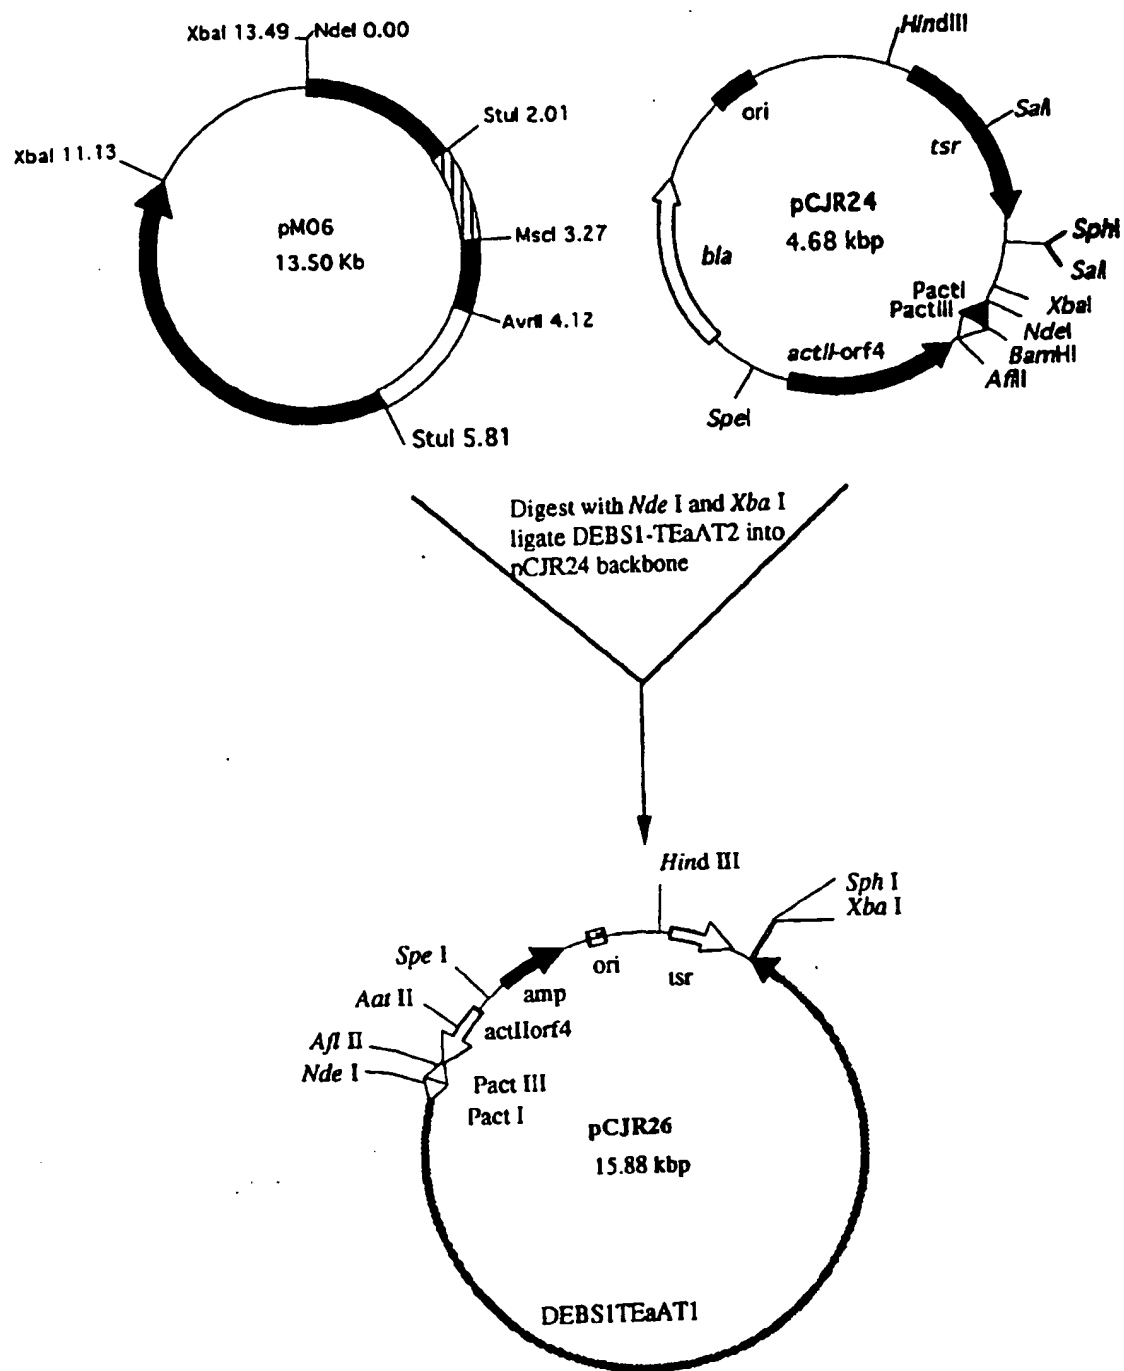 XbaI 13.49
NdeI 0.00
StuI 2.01
XbaI 11.13
pMO6
13.50 Kb
MscI 3.27
AvrII 4.12
StuI 5.81
HindIII
ori
SalI
tsr
pCJR24
4.68 kbp
SphI
SalI
bla
PactI
PactIII
XbaI
NdeI
BamHI
AflII
actII-orf4
SpeI
Digest with Nde I and Xba I
ligate DEBS1-TEaAT2 into
pCJR24 backbone
Hind III
Sph I
Xba I
Spe I
ori
tsr
amp
Aat II
actIIorf4
Afl II
Nde I
Pact III
Pact I
pCJR26
15.88 kbp
DEBS1TEaAT1